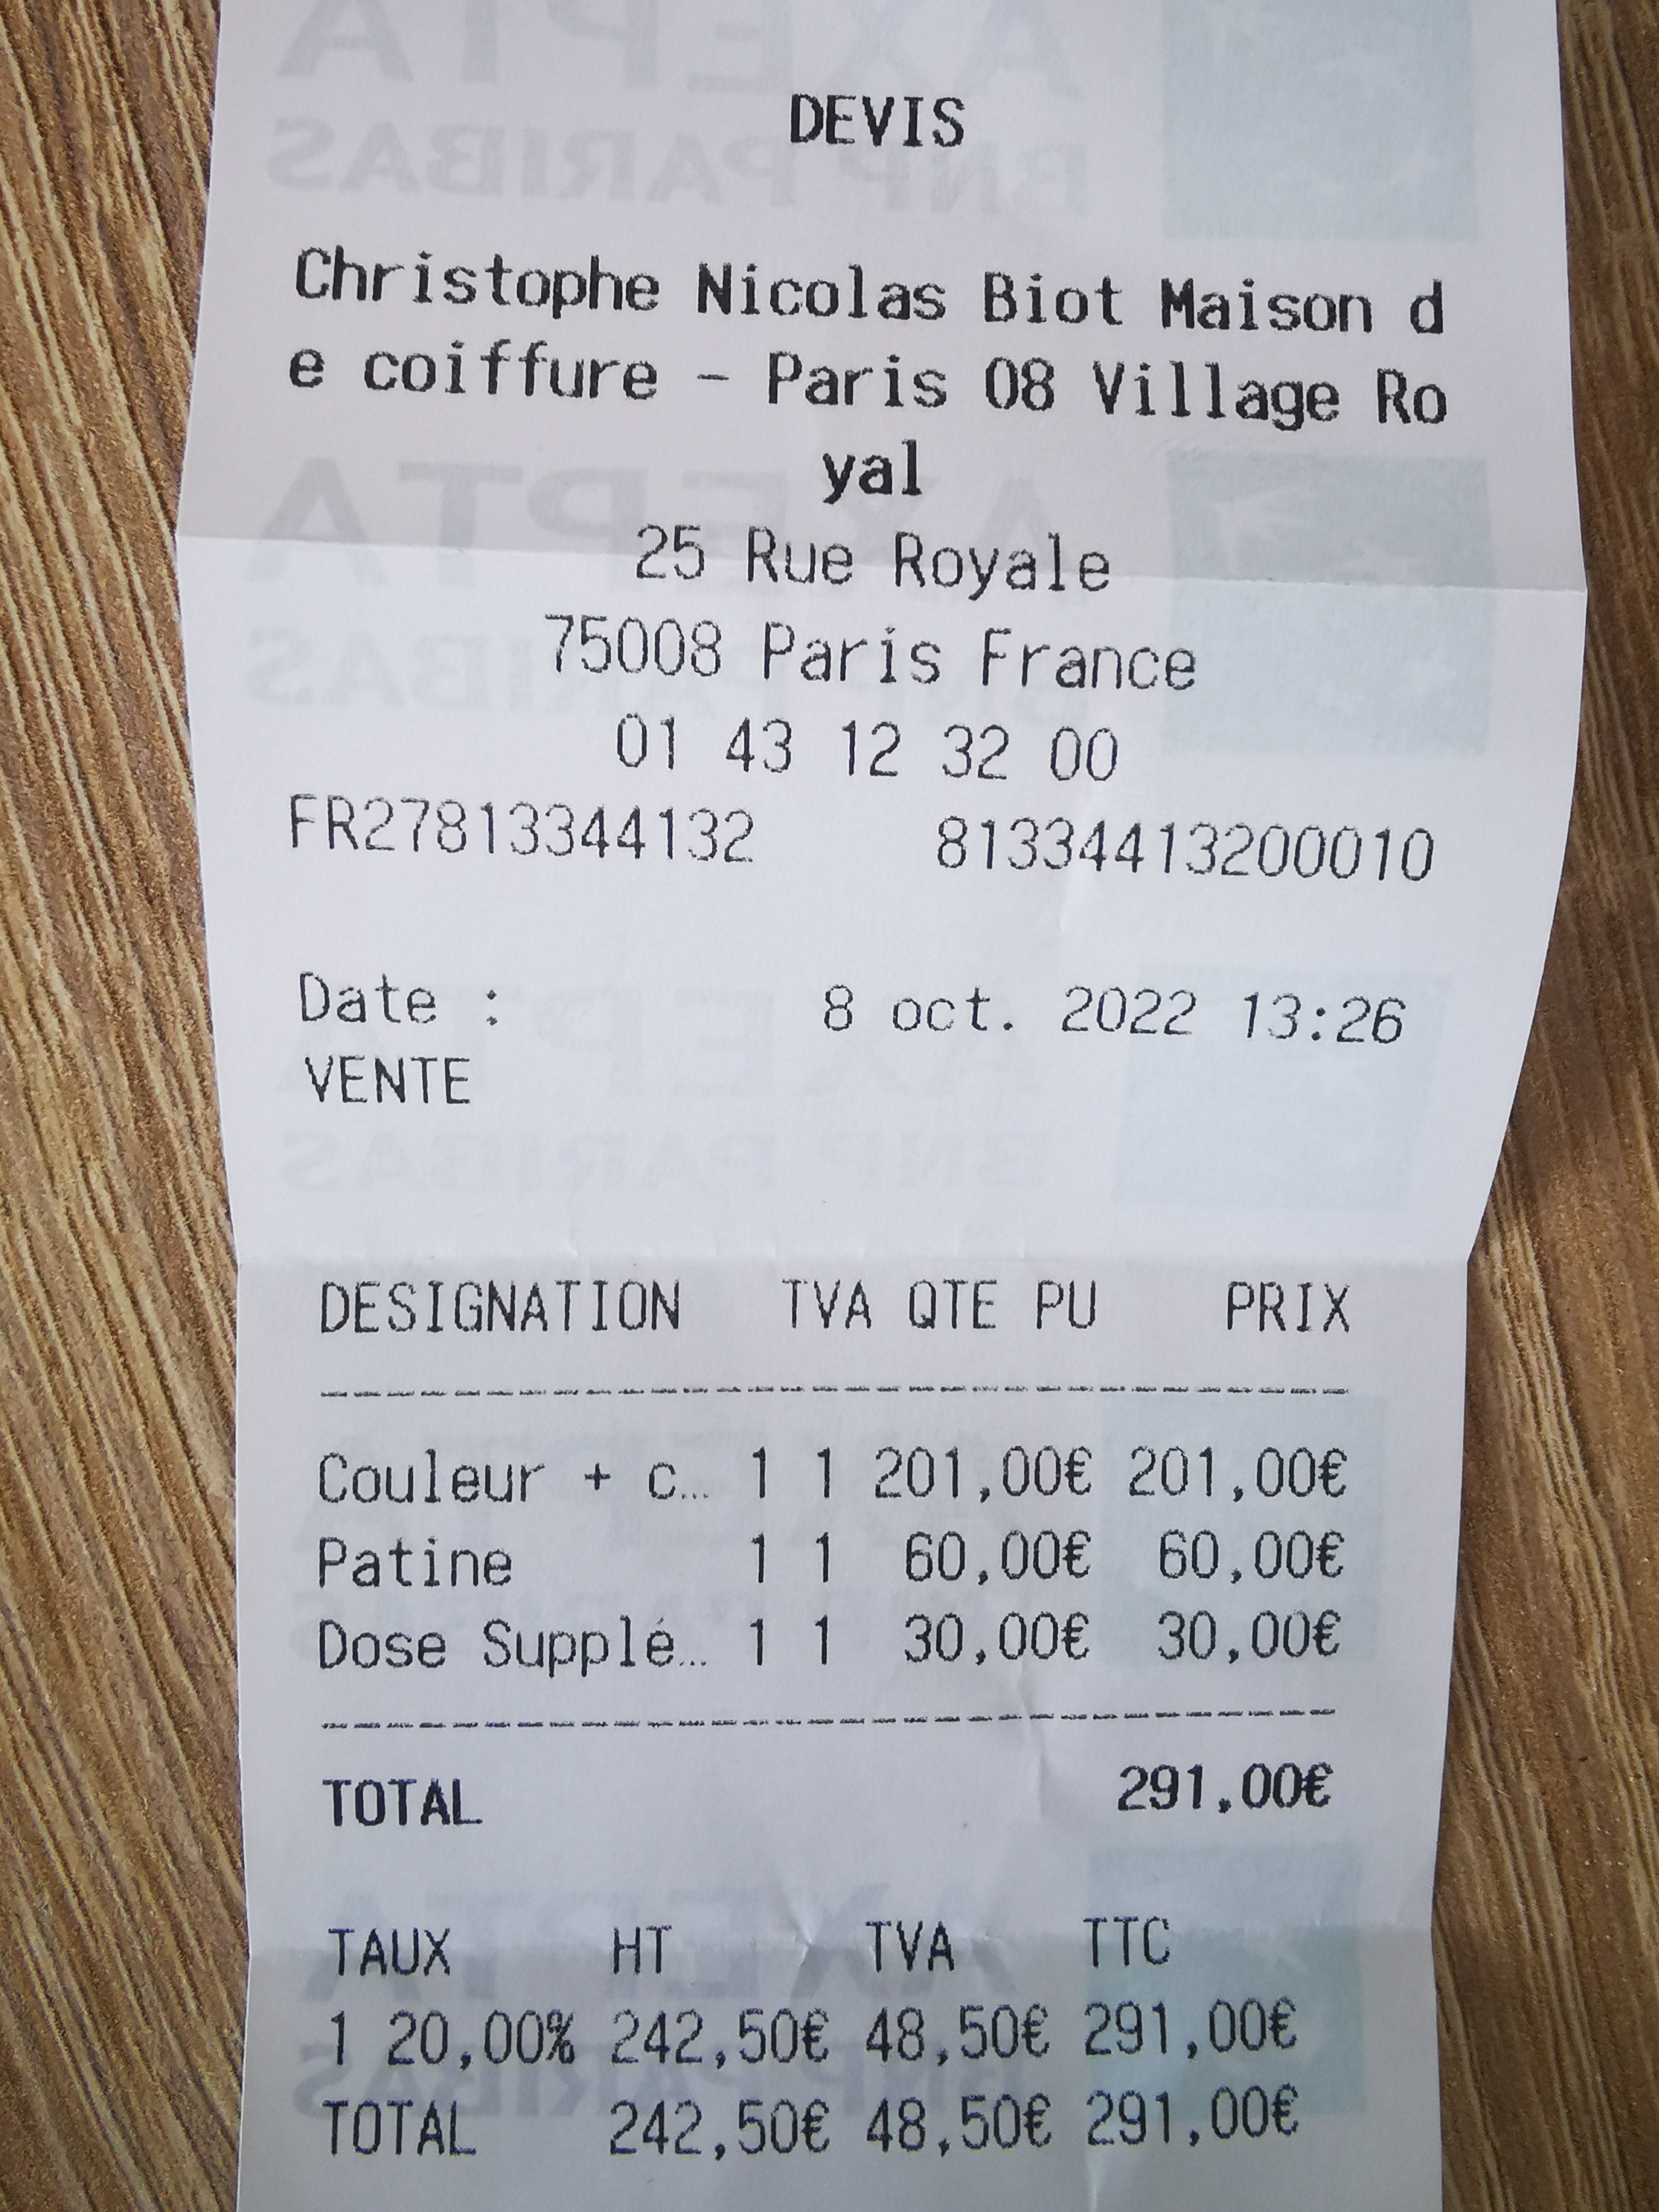 DEVIS
Christophe Nicolas Biot Maison d
e coiffure - Paris 08 Village Ro
yal
25 Rue Royale
75008 Paris France
01 43 12 32 00
FR27813344132 81334413200010
Date : 8 oct. 2022 13:26
VENTE
DESIGNATION TVA QTE PU PRIX
Couleur + c… 1 1 201,00€ 201,00€
Patine 1 1 60,00€ 60,00€
Dose Supplé… 1 1 30,00€ 30,00€
TOTAL 291,00€
TAUX HT TVA TTC
1 20,00% 242,50€ 48,50€ 291,00€
TOTAL 242,50€ 48,50€ 291,00€